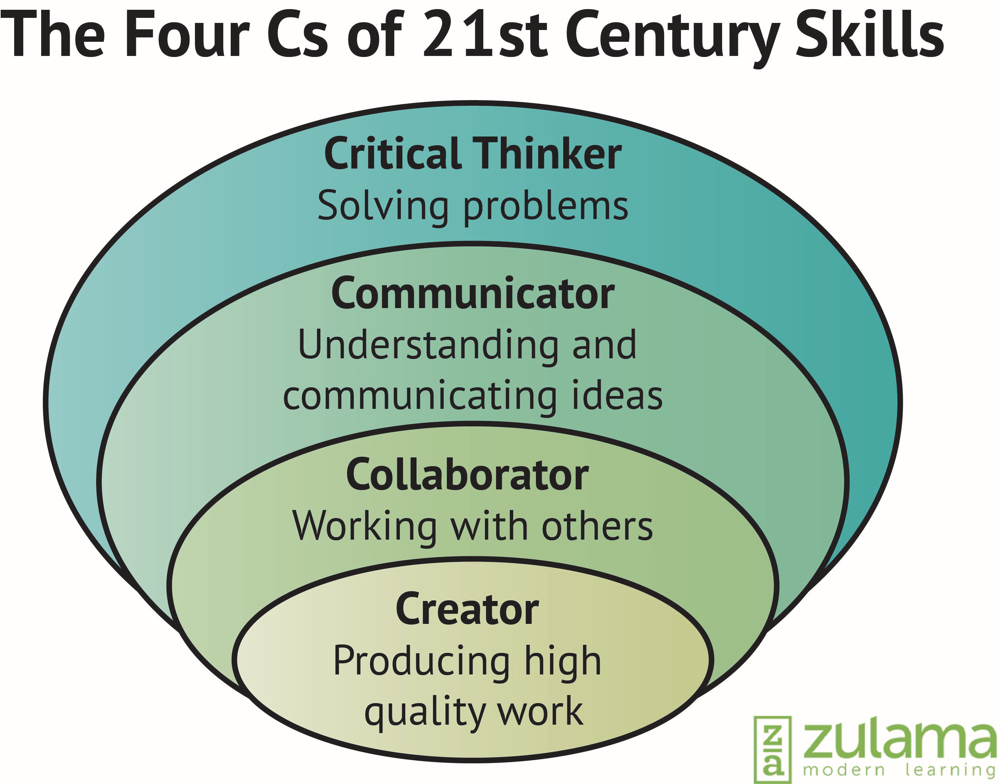 The Four Cs of 21st Century Skills
Critical Thinker
Solving problems
Communicator
Understanding and
communicating ideas
Collaborator
Working with others
Creator
Producing high
quality work
zula
zulama
modern learning